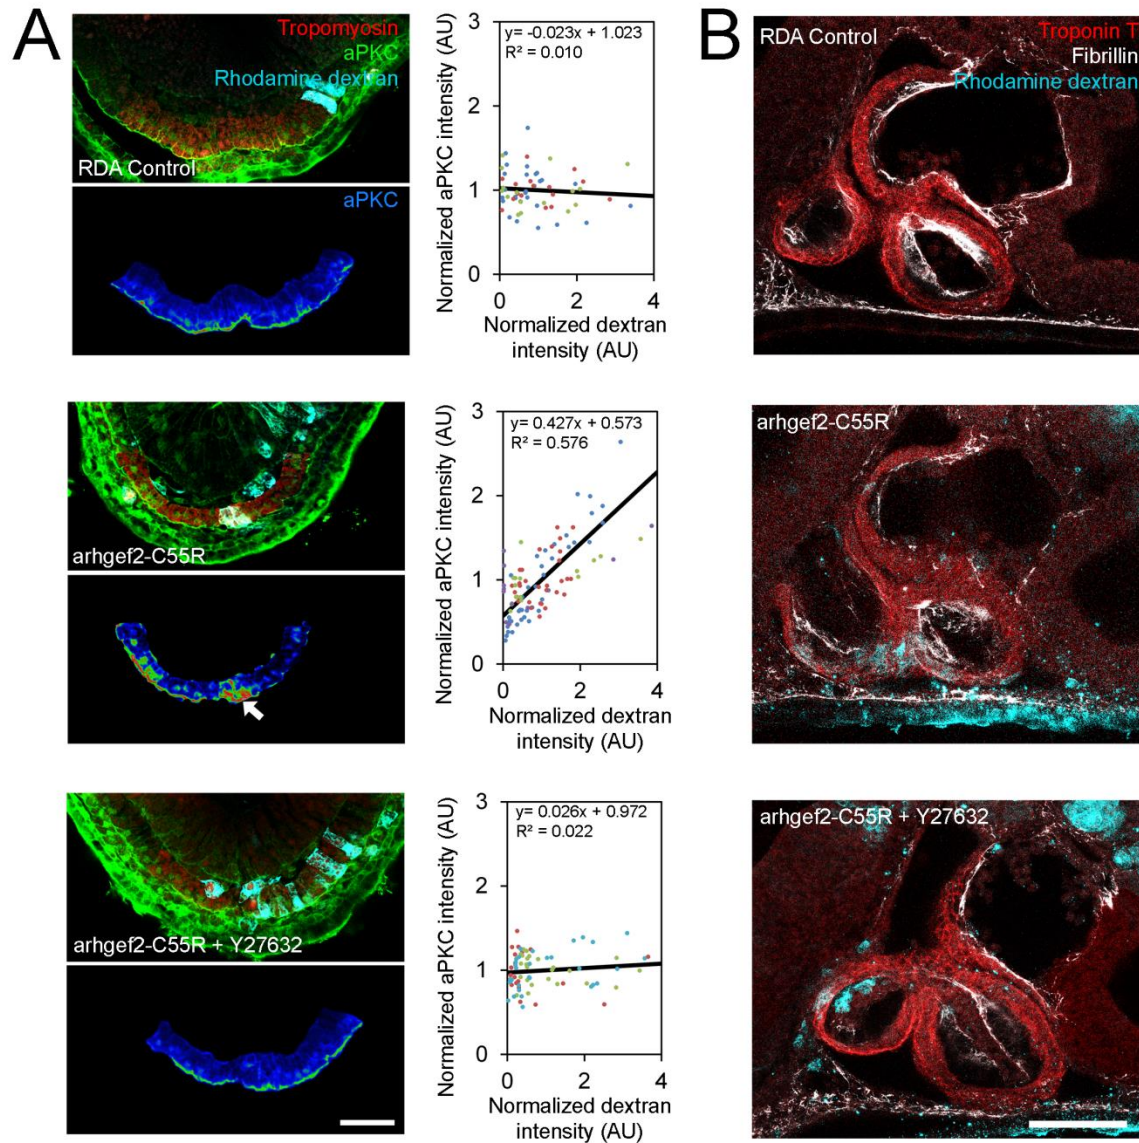 A
Tropomyosin
aPKC
Rhodamine dextran
RDA Control
aPKC
Normalized aPKC intensity (AU)
3
2
1
0
y= -0.023x + 1.023
R² = 0.010
0 2 4
Normalized dextran
intensity (AU)
B
RDA Control
Troponin T
Fibrillin
Rhodamine dextran
arhgef2-C55R
Normalized aPKC intensity (AU)
3
2
1
0
y= 0.427x + 0.573
R² = 0.576
0 2 4
Normalized dextran
intensity (AU)
arhgef2-C55R
arhgef2-C55R + Y27632
Normalized aPKC intensity (AU)
3
2
1
0
y= 0.026x + 0.972
R² = 0.022
0 2 4
Normalized dextran
intensity (AU)
arhgef2-C55R + Y27632